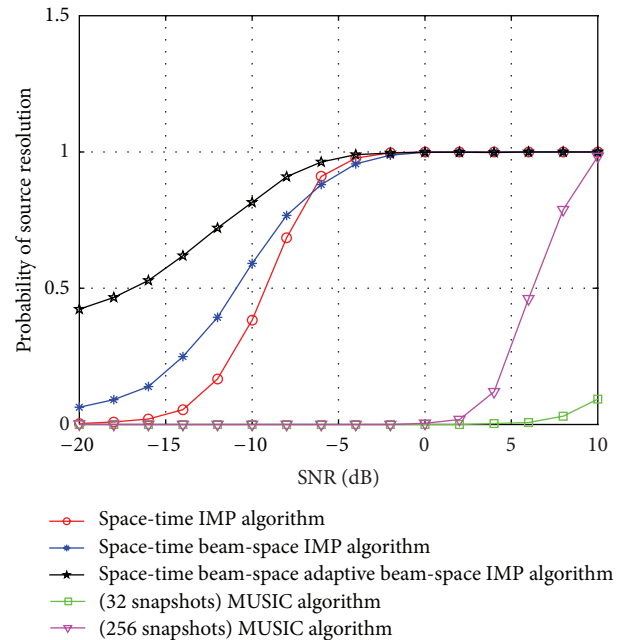 1.5
1
0.5
0
Probability of source resolution
−20 −15 −10 −5 0 5 10
SNR (dB)
Space-time IMP algorithm
Space-time beam-space IMP algorithm
Space-time beam-space adaptive beam-space IMP algorithm
(32 snapshots) MUSIC algorithm
(256 snapshots) MUSIC algorithm